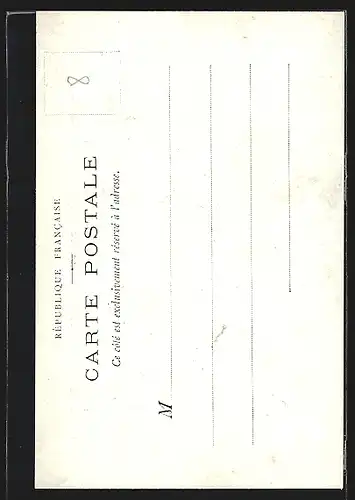 RÉPUBLIQUE FRANÇAISE
8
CARTE POSTALE
Ce côté est exclusivement réservé à l'adresse.
M